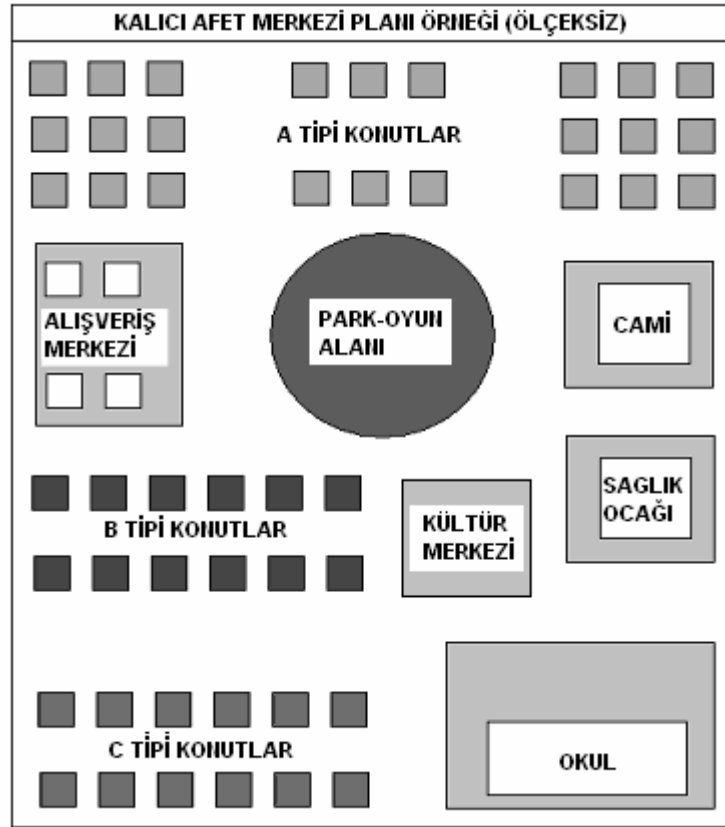 KALICI AFET MERKEZİ PLANI ÖRNEĞİ (ÖLÇEKSİZ)
A TİPİ KONUTLAR
ALIŞVERİŞ
MERKEZİ
PARK-OYUN
ALANI
CAMİ
SAGLIK
OCAĞI
B TİPİ KONUTLAR
KÜLTÜR
MERKEZİ
C TİPİ KONUTLAR
OKUL